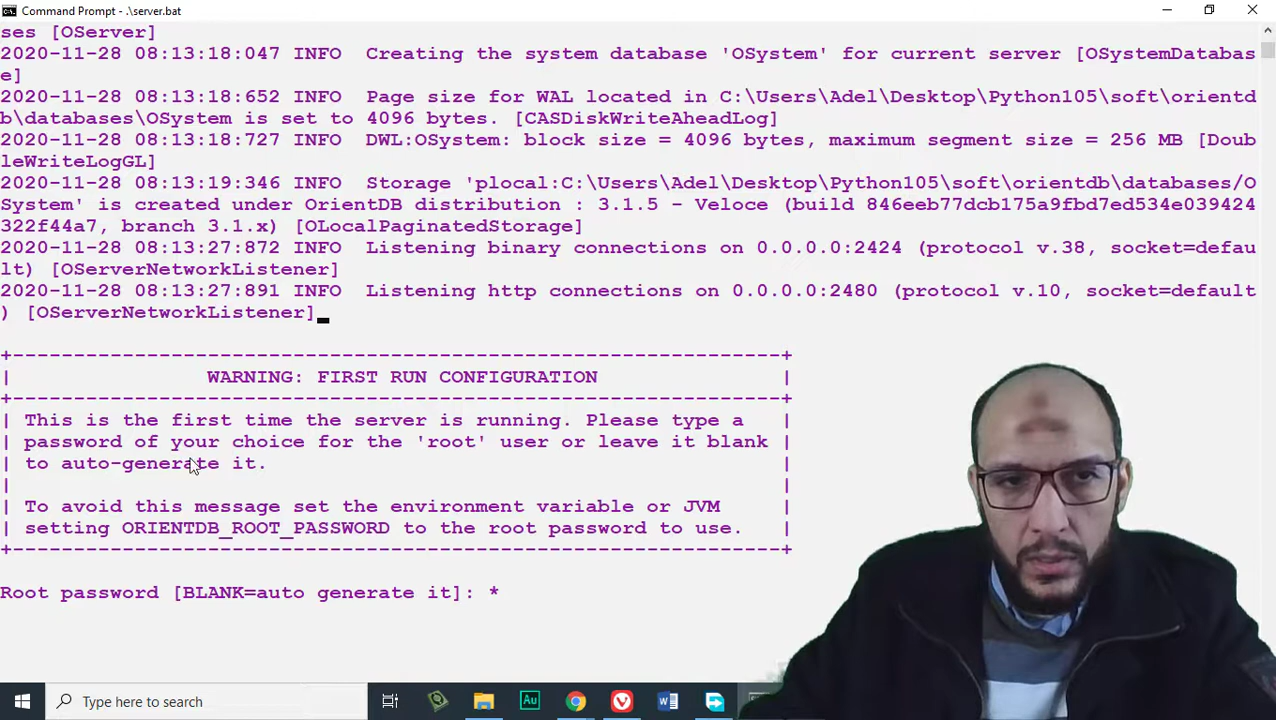 Command Prompt - .\server.bat
ses [OServer]
2020-11-28 08:13:18:047 INFO  Creating the system database 'OSystem' for current server [OSystemDatabas
e]
2020-11-28 08:13:18:652 INFO  Page size for WAL located in C:\Users\Adel\Desktop\Python105\soft\orientd
b\databases\OSystem is set to 4096 bytes. [CASDiskWriteAheadLog]
2020-11-28 08:13:18:727 INFO  DWL:OSystem: block size = 4096 bytes, maximum segment size = 256 MB [Doub
leWriteLogGL]
2020-11-28 08:13:19:346 INFO  Storage 'plocal:C:\Users\Adel\Desktop\Python105\soft\orientdb\databases/O
System' is created under OrientDB distribution : 3.1.5 - Veloce (build 846eeb77dcb175a9fbd7ed534e039424
322f44a7, branch 3.1.x) [OLocalPaginatedStorage]
2020-11-28 08:13:27:872 INFO  Listening binary connections on 0.0.0.0:2424 (protocol v.38, socket=defau
lt) [OServerNetworkListener]
2020-11-28 08:13:27:891 INFO  Listening http connections on 0.0.0.0:2480 (protocol v.10, socket=default
) [OServerNetworkListener]
WARNING: FIRST RUN CONFIGURATION
This is the first time the server is running. Please type a
password of your choice for the 'root' user or leave it blank
to auto-generate it.
To avoid this message set the environment variable or JVM
setting ORIENTDB_ROOT_PASSWORD to the root password to use.
Root password [BLANK=auto generate it]: *
Type here to search
Au